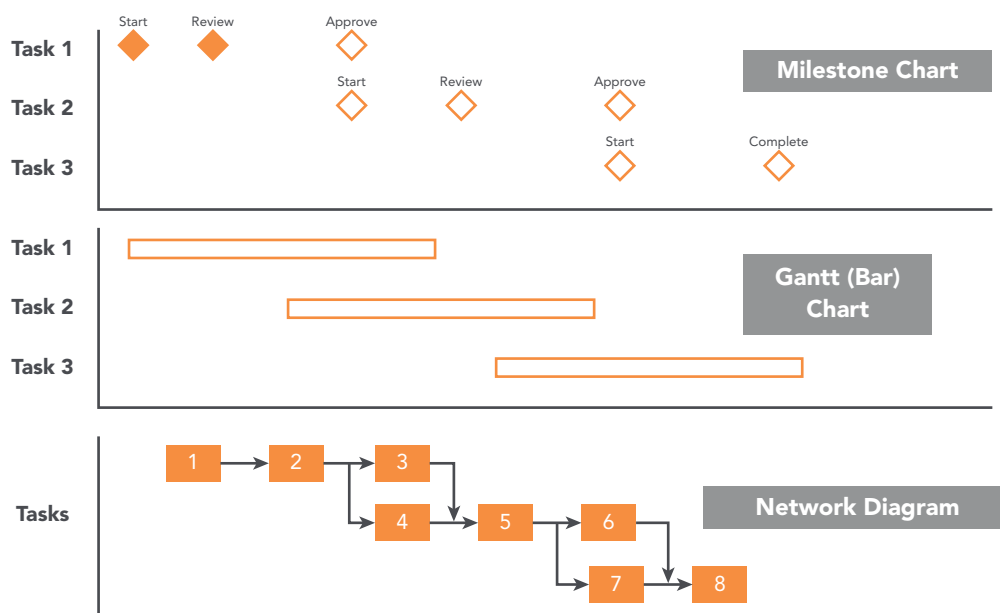 Start Review Approve
Task 1
Milestone Chart
Start Review Approve
Task 2
Start Complete
Task 3
Task 1
Gantt (Bar)
Chart
Task 2
Task 3
1 2 3
Tasks
4 5 6
Network Diagram
7 8